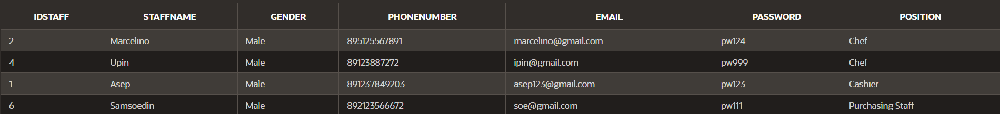 IDSTAFF STAFFNAME GENDER PHONENUMBER EMAIL PASSWORD POSITION
2 Marcelino Male 895125567891 marcelino@gmail.com pw124 Chef
4 Upin Male 89123887272 ipin@gmail.com pw999 Chef
1 Asep Male 891237849203 asep123@gmail.com pw123 Cashier
6 Samsoedin Male 892123566672 soe@gmail.com pw111 Purchasing Staff